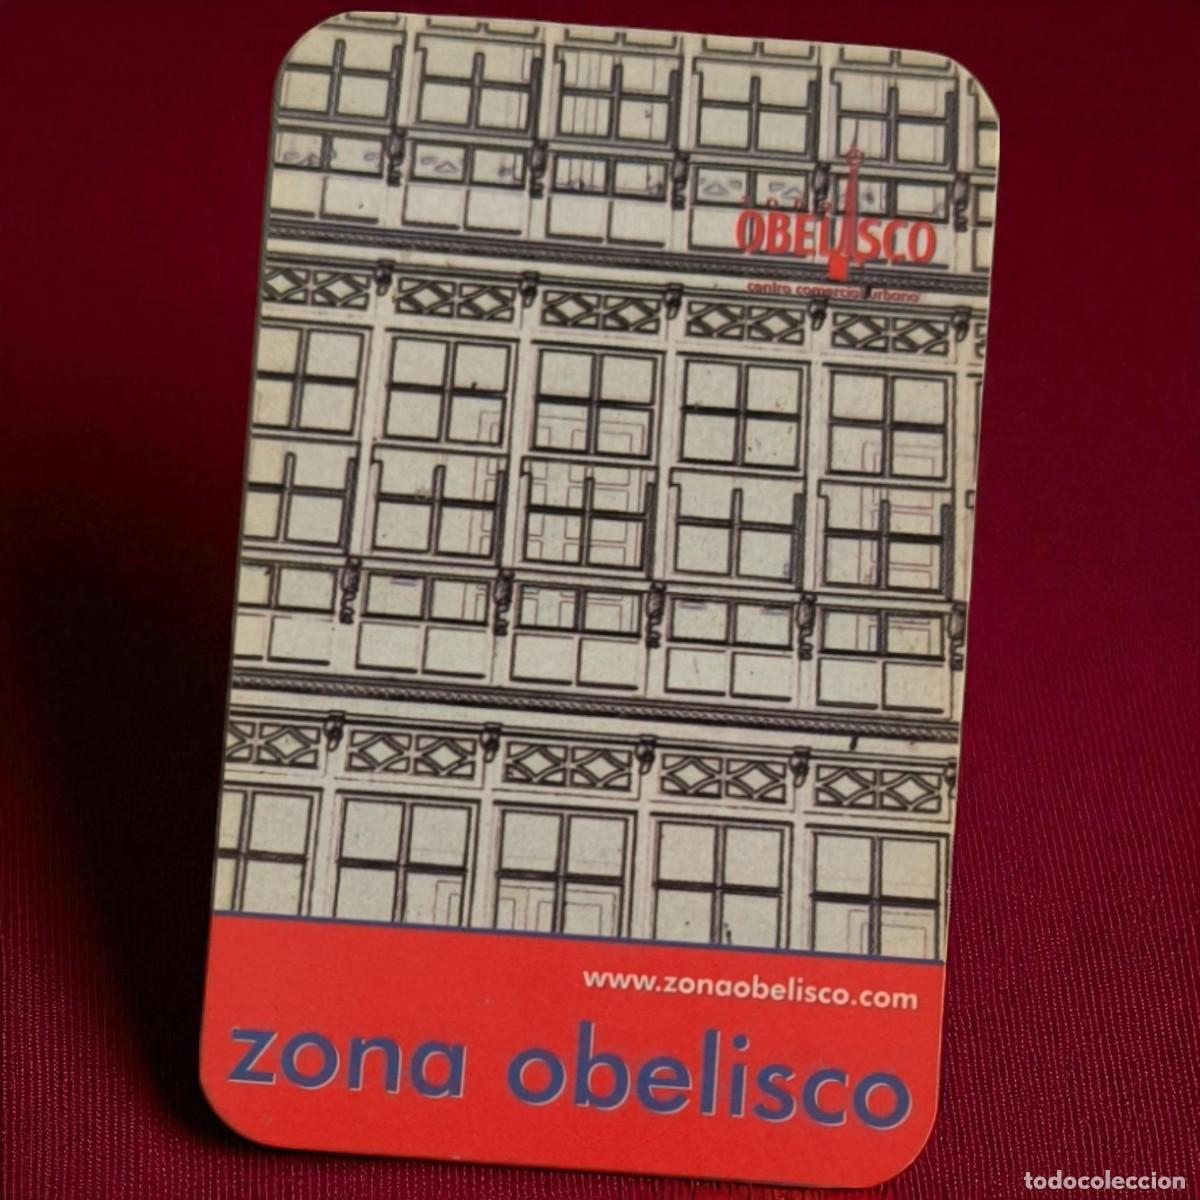 OBELISCO
centro comercial urbano
www.zonaobelisco.com
zona obelisco
todocoleccion